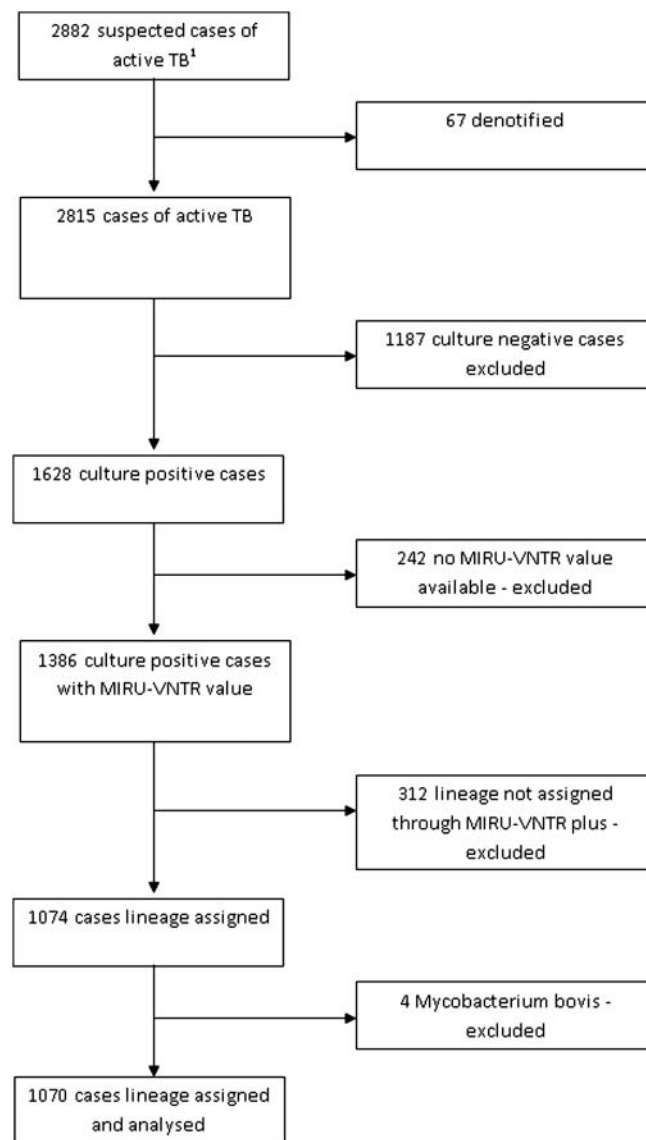 2882 suspected cases of
active TB¹
67 denotified
2815 cases of active TB
1187 culture negative cases
excluded
1628 culture positive cases
242 no MIRU-VNTR value
available - excluded
1386 culture positive cases
with MIRU-VNTR value
312 lineage not assigned
through MIRU-VNTR plus -
excluded
1074 cases lineage assigned
4 Mycobacterium bovis -
excluded
1070 cases lineage assigned
and analysed